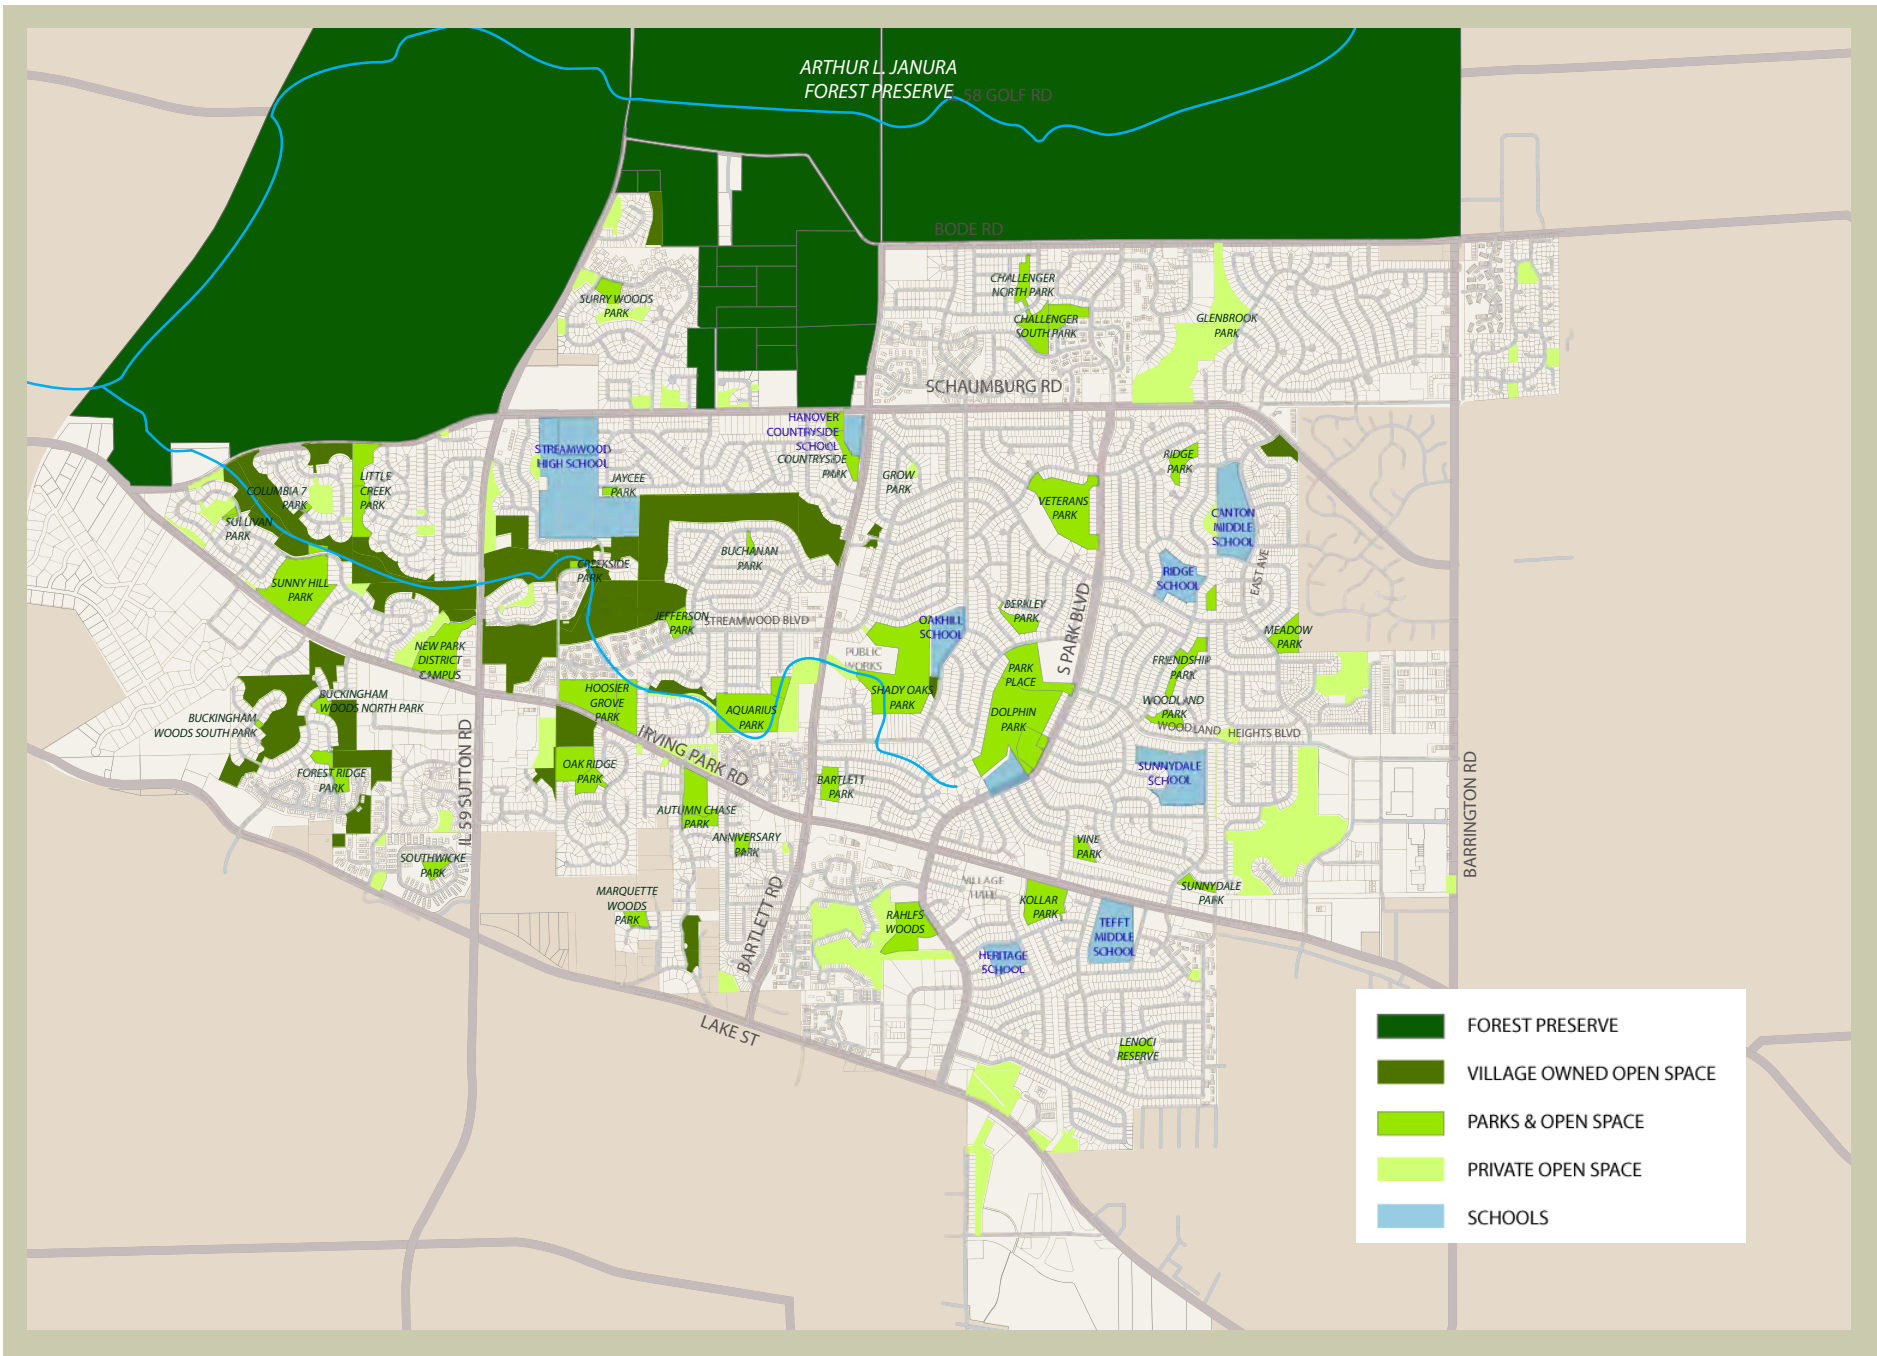 ARTHUR L. JANURA
FOREST PRESERVE
IL 58 GOLF RD
BODE RD
CHALLENGER
NORTH PARK
SURRY WOODS
PARK
CHALLENGER
SOUTH PARK
GLENBROOK
PARK
SCHAUMBURG RD
HANOVER
COUNTRYSIDE
SCHOOL
COUNTRYSIDE
PARK
STREAMWOOD
HIGH SCHOOL
JAYCEE
PARK
GROW
PARK
RIDGE
PARK
LITTLE
CREEK
PARK
COLUMBIA 7
PARK
SULLIVAN
PARK
VETERANS
PARK
CANTON
MIDDLE
SCHOOL
BUCHANAN
PARK
CREEKSIDE
PARK
SUNNY HILL
PARK
RIDGE
SCHOOL
EAST AVE
S PARK BLVD
BERKLEY
PARK
JEFFERSON
PARK
STREAMWOOD BLVD
OAKHILL
SCHOOL
MEADOW
PARK
NEW PARK
DISTRICT
CAMPUS
PUBLIC
WORKS
PARK
PLACE
FRIENDSHIP
PARK
HOOSIER
GROVE
PARK
SHADY OAKS
PARK
BUCKINGHAM
WOODS NORTH PARK
BUCKINGHAM
WOODS SOUTH PARK
AQUARIUS
PARK
DOLPHIN
PARK
WOODLAND
PARK
WOODLAND HEIGHTS BLVD
IRVING PARK RD
IL 59 SUTTON RD
OAK RIDGE
PARK
FOREST RIDGE
PARK
BARTLETT
PARK
SUNNYDALE
SCHOOL
BARRINGTON RD
AUTUMN CHASE
PARK
ANNIVERSARY
PARK
VINE
PARK
SOUTHWICKE
PARK
VILLAGE
HALL
SUNNYDALE
PARK
MARQUETTE
WOODS
PARK
KOLLAR
PARK
RAHLFS
WOODS
TEFFT
MIDDLE
SCHOOL
BARTLETT RD
HERITAGE
SCHOOL
LAKE ST
LENOCI
RESERVE
FOREST PRESERVE
VILLAGE OWNED OPEN SPACE
PARKS & OPEN SPACE
PRIVATE OPEN SPACE
SCHOOLS